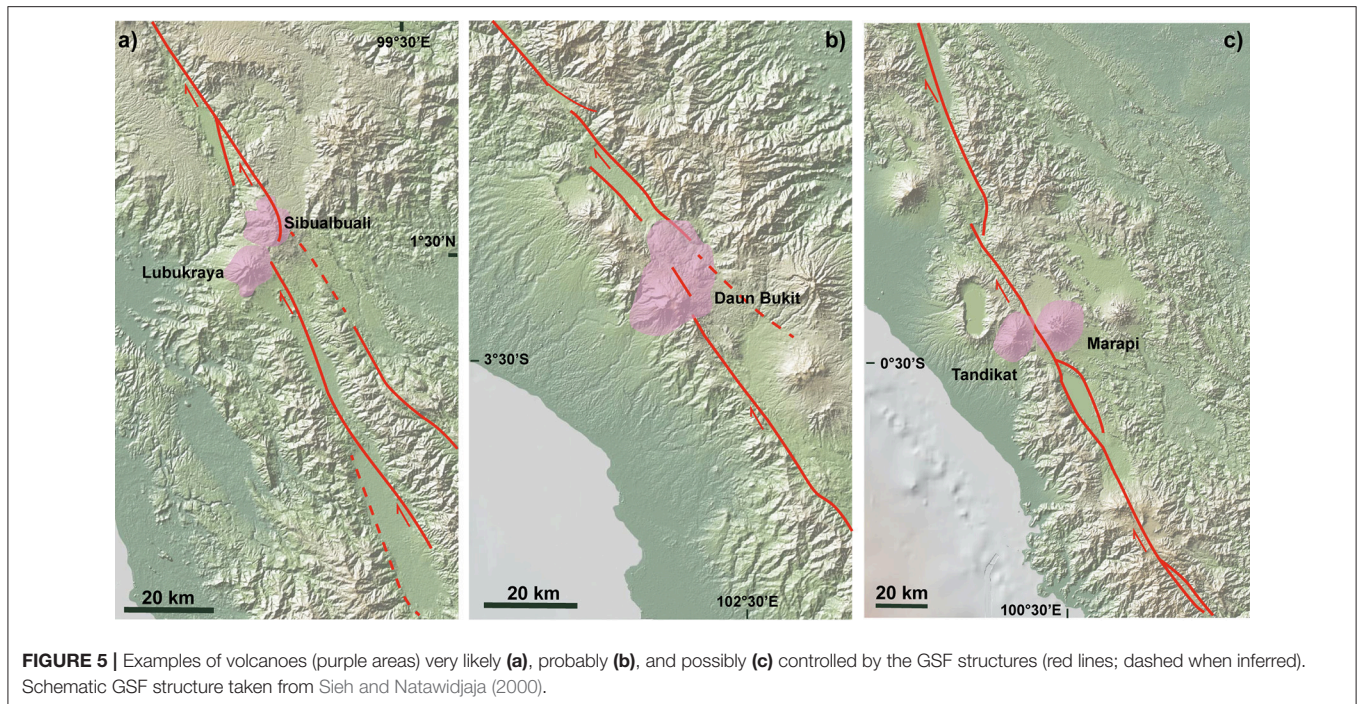 a)
99°30'E
Sibualbuali
1°30'N
Lubukraya
20 km
b)
Daun Bukit
3°30'S
20 km
102°30'E
c)
Marapi
0°30'S
Tandikat
20 km
100°30'E
FIGURE 5 | Examples of volcanoes (purple areas) very likely (a), probably (b), and possibly (c) controlled by the GSF structures (red lines; dashed when inferred).
Schematic GSF structure taken from Sieh and Natawidjaja (2000).